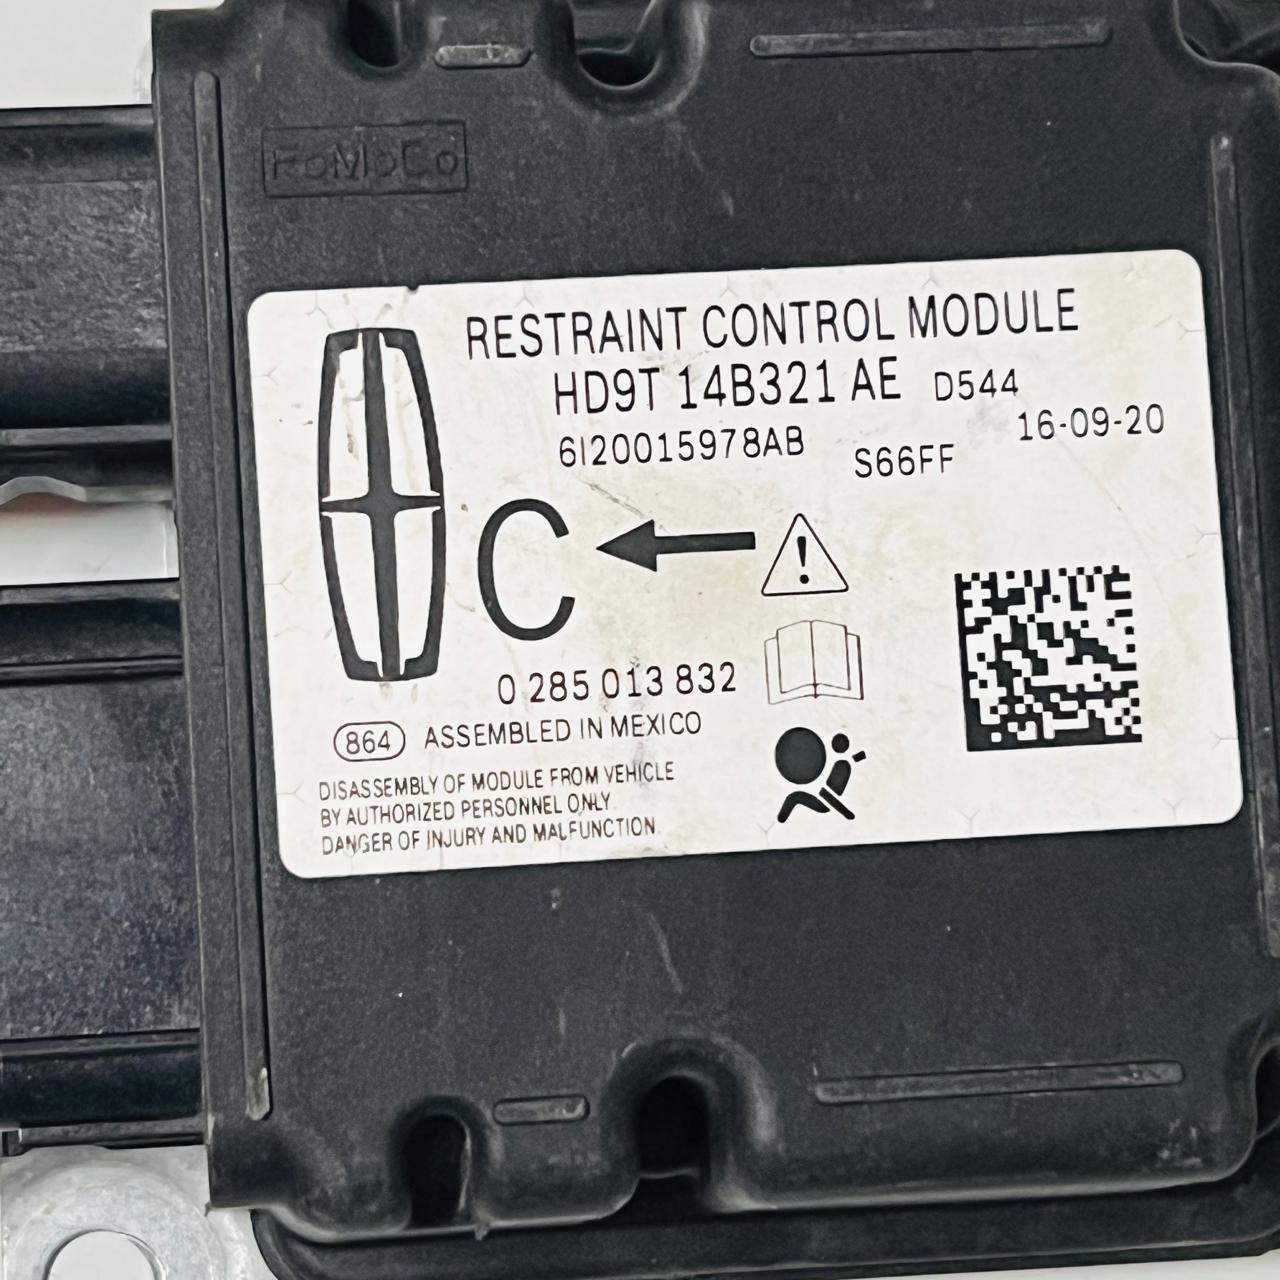 FoMoCo
RESTRAINT CONTROL MODULE
HD9T 14B321 AE D544
6I20015978AB S66FF 16-09-20
C
!
0 285 013 832
864 ASSEMBLED IN MEXICO
DISASSEMBLY OF MODULE FROM VEHICLE
BY AUTHORIZED PERSONNEL ONLY
DANGER OF INJURY AND MALFUNCTION